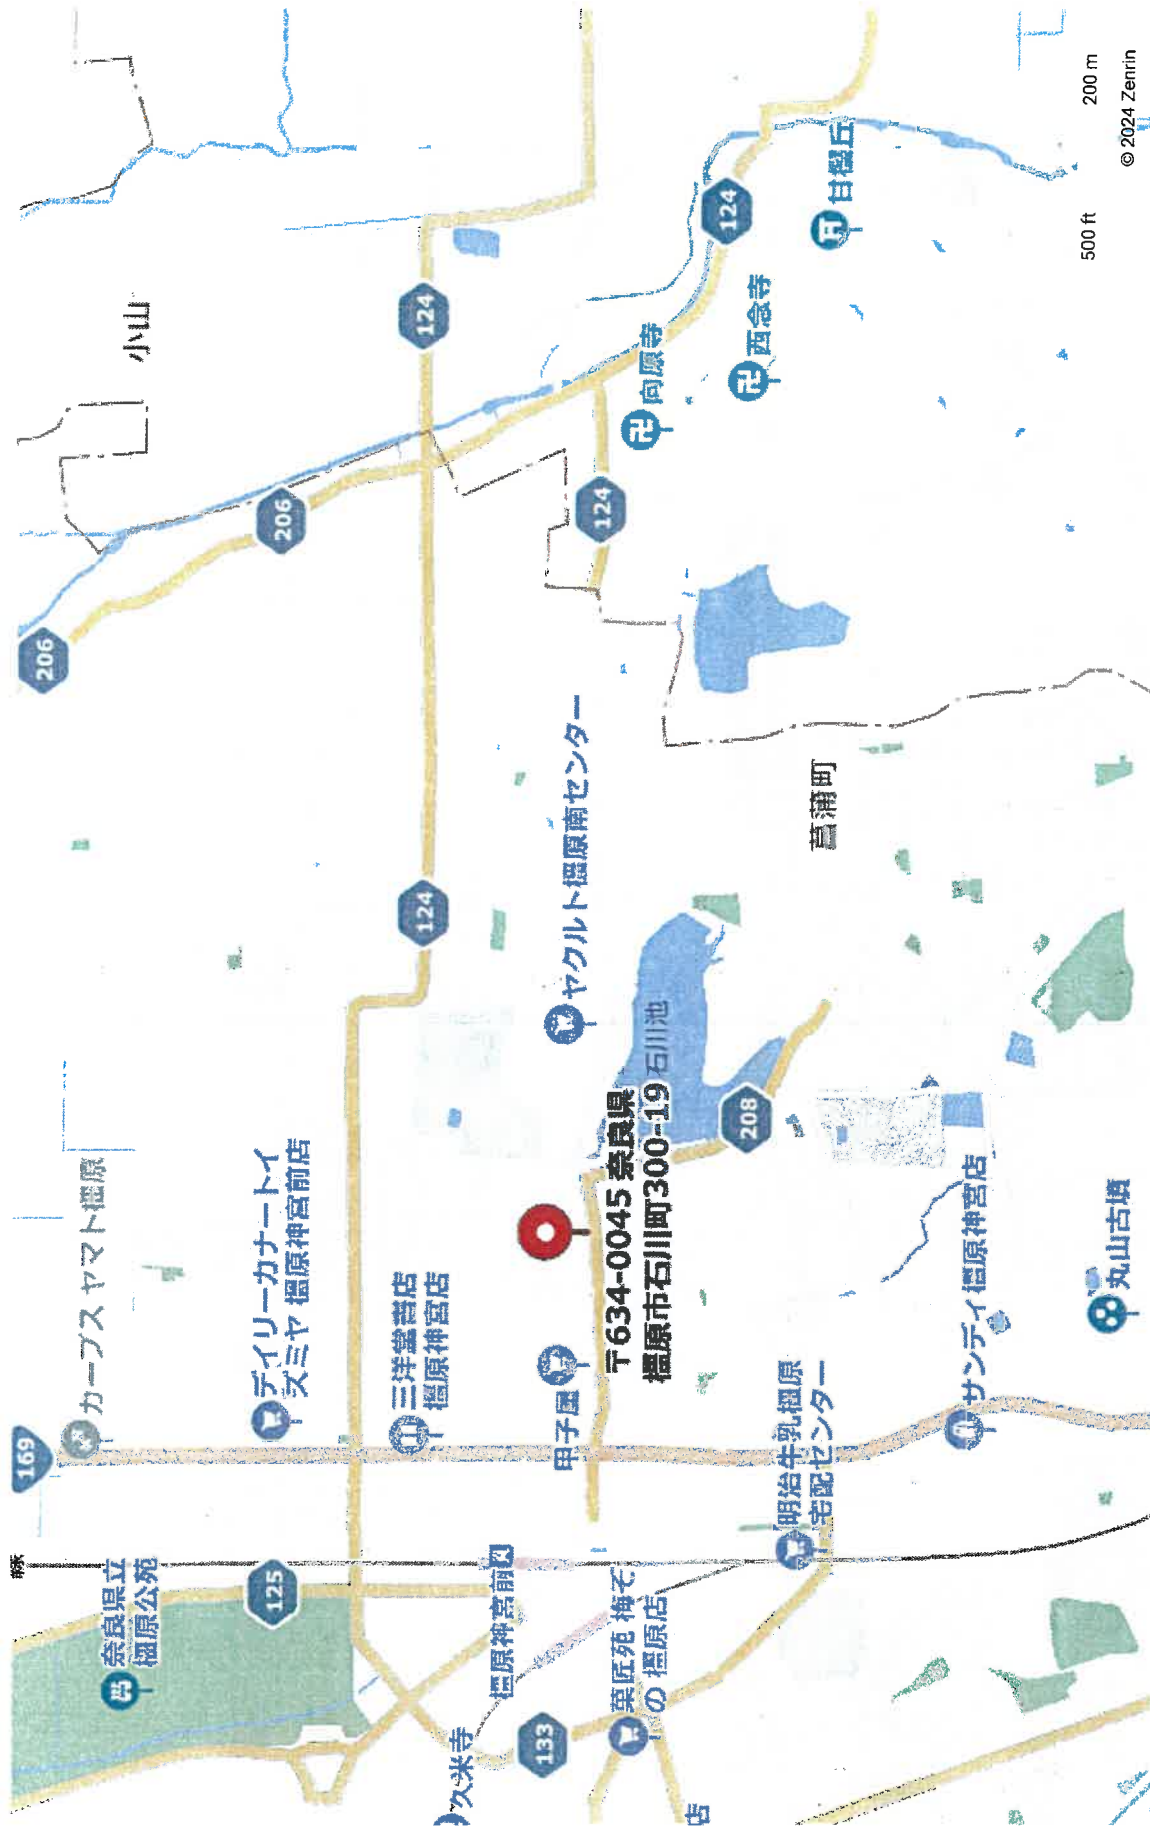 169
カーブス ヤマト橿原
206
小山
奈良県立
橿原公苑
125
デイリーカナートイ
ズミヤ 橿原神宮前店
206
三洋堂書店
橿原神宮店
124
124
久米寺
橿原神宮前
133
甲子園
ヤクルト橿原南センター
124
向原寺
西念寺
124
甘樫丘
菓匠苑 梅ぞ
の 橿原店
〒634-0045 奈良県
橿原市石川町300-19
石川池
208
店
明治牛乳橿原
宅配センター
菖蒲町
サンディ橿原神宮店
丸山古墳
500 ft
200 m
© 2024 Zenrin